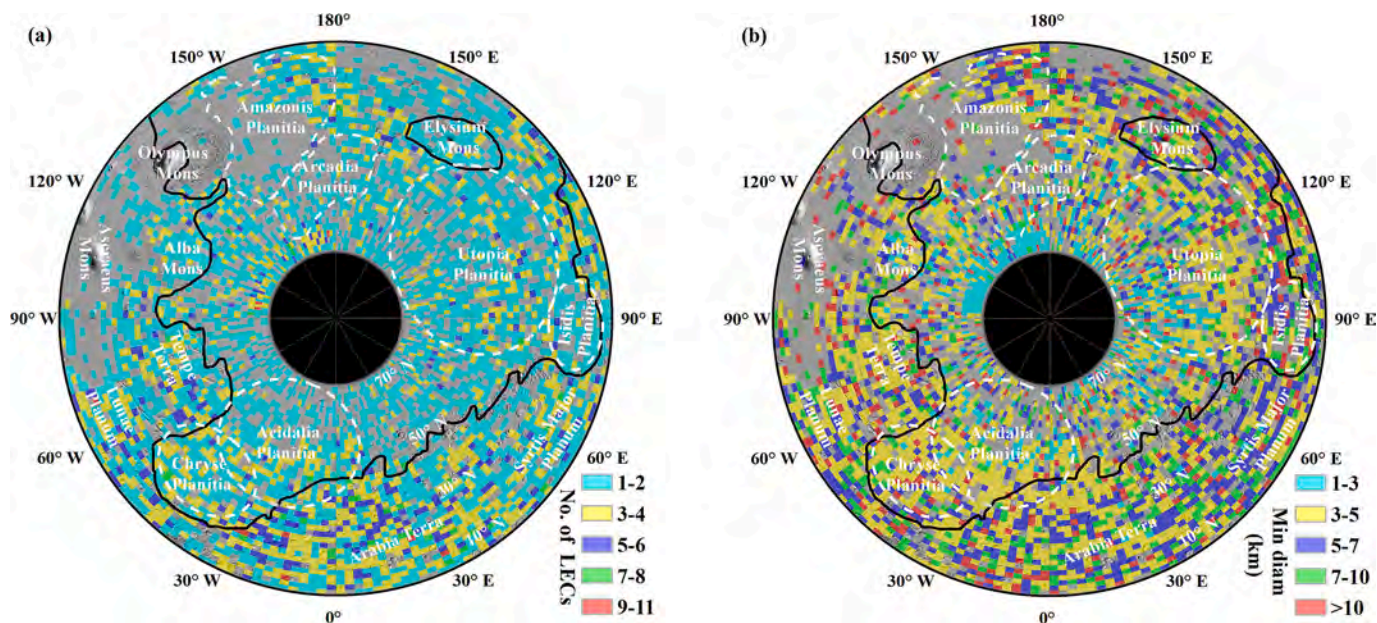 (a)
180°
150° W
150° E
Amazonis
Planitia
Elysium
Mons
Olympus
Mons
Arcadia
Planitia
120° W
120° E
Ascraeus
Mons
Alba
Mons
Utopia
Planitia
90° W
90° E
Isidis
Planitia
Tempe
Terra
70° N
Lunae
Planum
50° N
Acidalia
Planitia
Syrtis Major
Planum
60° W
60° E
Chryse
Planitia
30° N
Arabia Terra
10° N
30° W
30° E
0°
No. of LECs
1-2
3-4
5-6
7-8
9-11
(b)
180°
150° W
150° E
Amazonis
Planitia
Elysium
Mons
Olympus
Mons
Arcadia
Planitia
120° W
120° E
Ascraeus
Mons
Alba
Mons
Utopia
Planitia
90° W
90° E
Isidis
Planitia
Tempe
Terra
70° N
Lunae
Planum
50° N
Acidalia
Planitia
Syrtis Major
Planum
60° W
60° E
Chryse
Planitia
30° N
Arabia Terra
10° N
30° W
30° E
0°
Min diam
(km)
1-3
3-5
5-7
7-10
>10